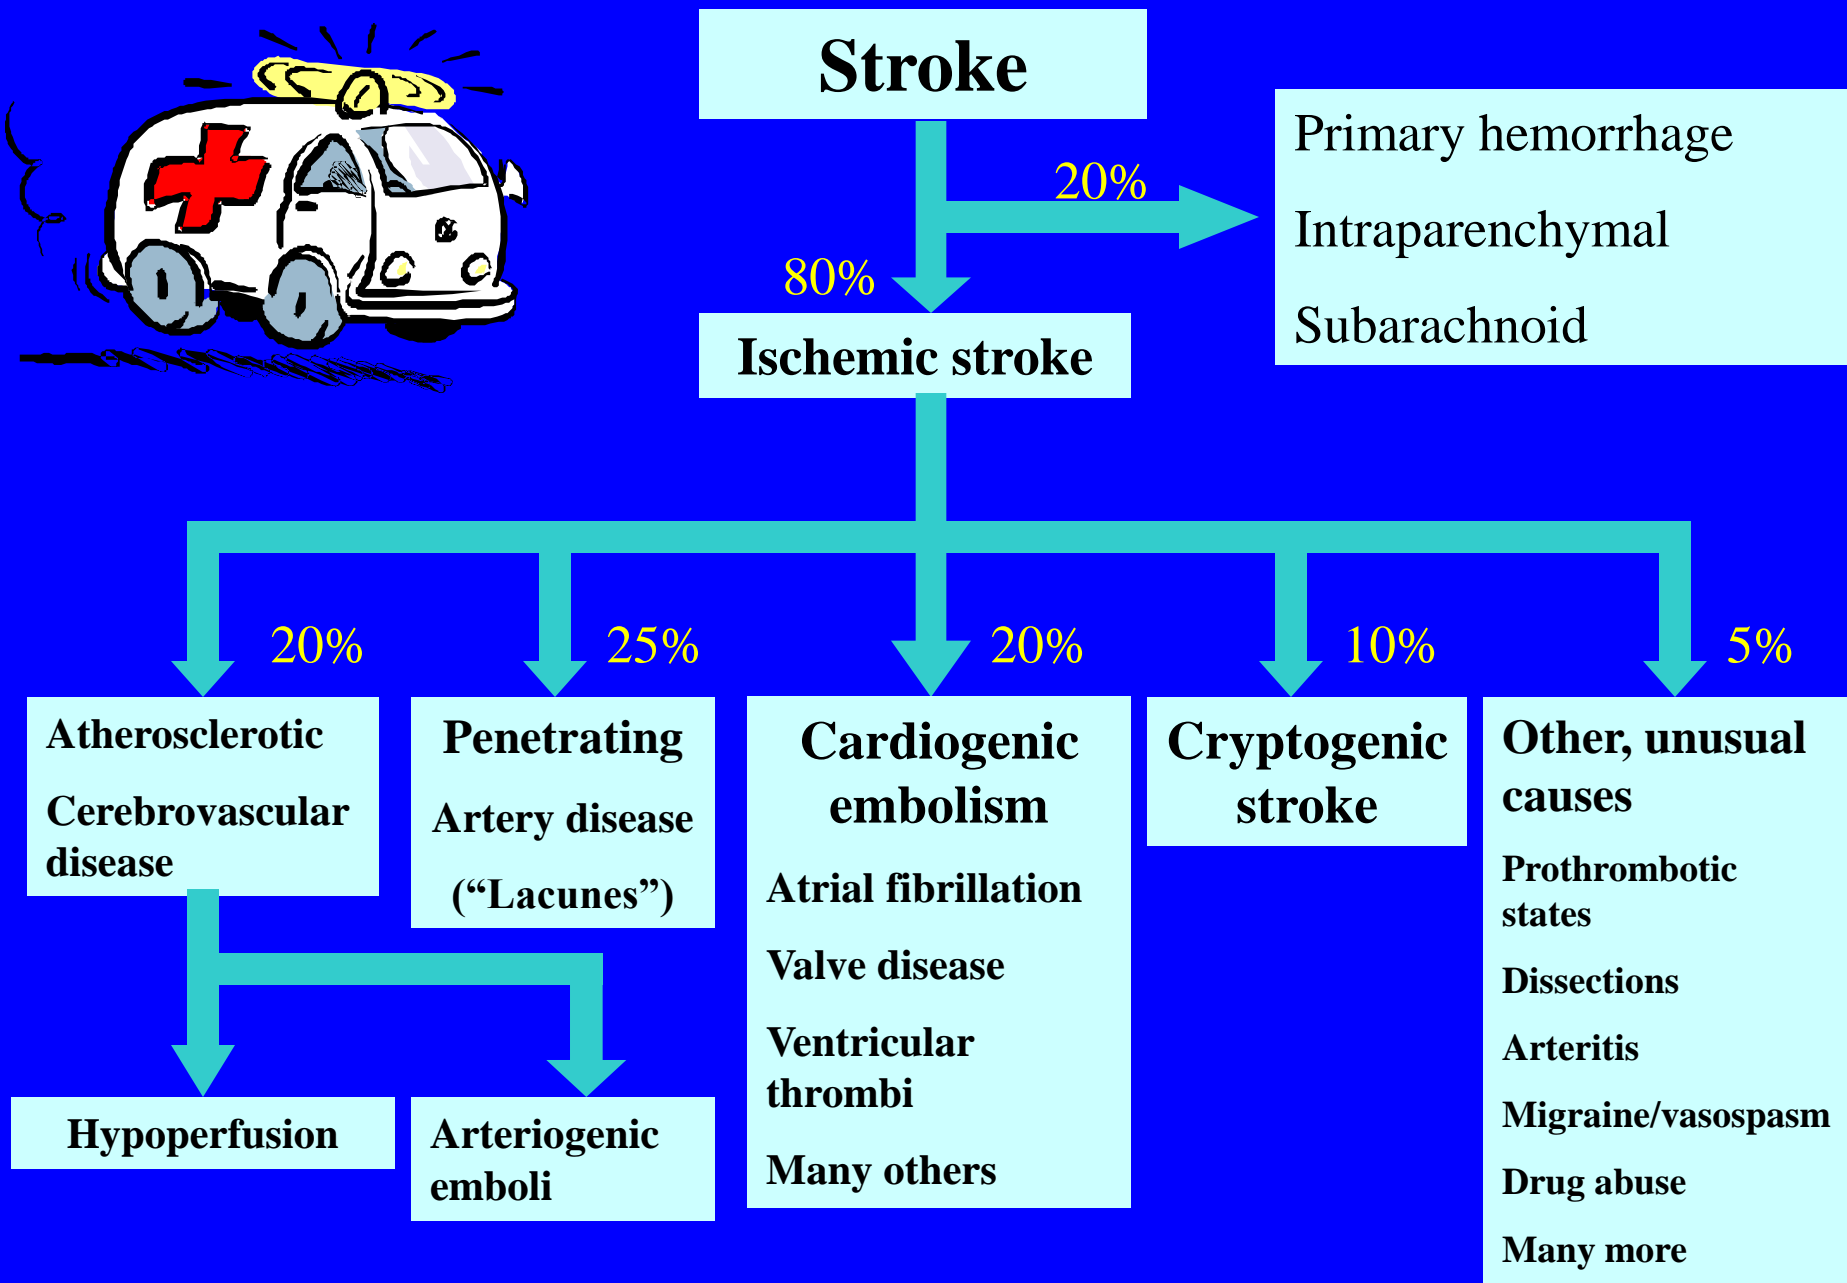 Stroke
20%
Primary hemorrhage
Intraparenchymal
Subarachnoid
80%
Ischemic stroke
20%
25%
20%
10%
5%
Atherosclerotic
Cerebrovascular
disease
Penetrating
Artery disease
(“Lacunes”)
Cardiogenic
embolism
Atrial fibrillation
Valve disease
Ventricular
thrombi
Many others
Cryptogenic
stroke
Other, unusual
causes
Prothrombotic
states
Dissections
Arteritis
Migraine/vasospasm
Drug abuse
Many more
Hypoperfusion
Arteriogenic
emboli